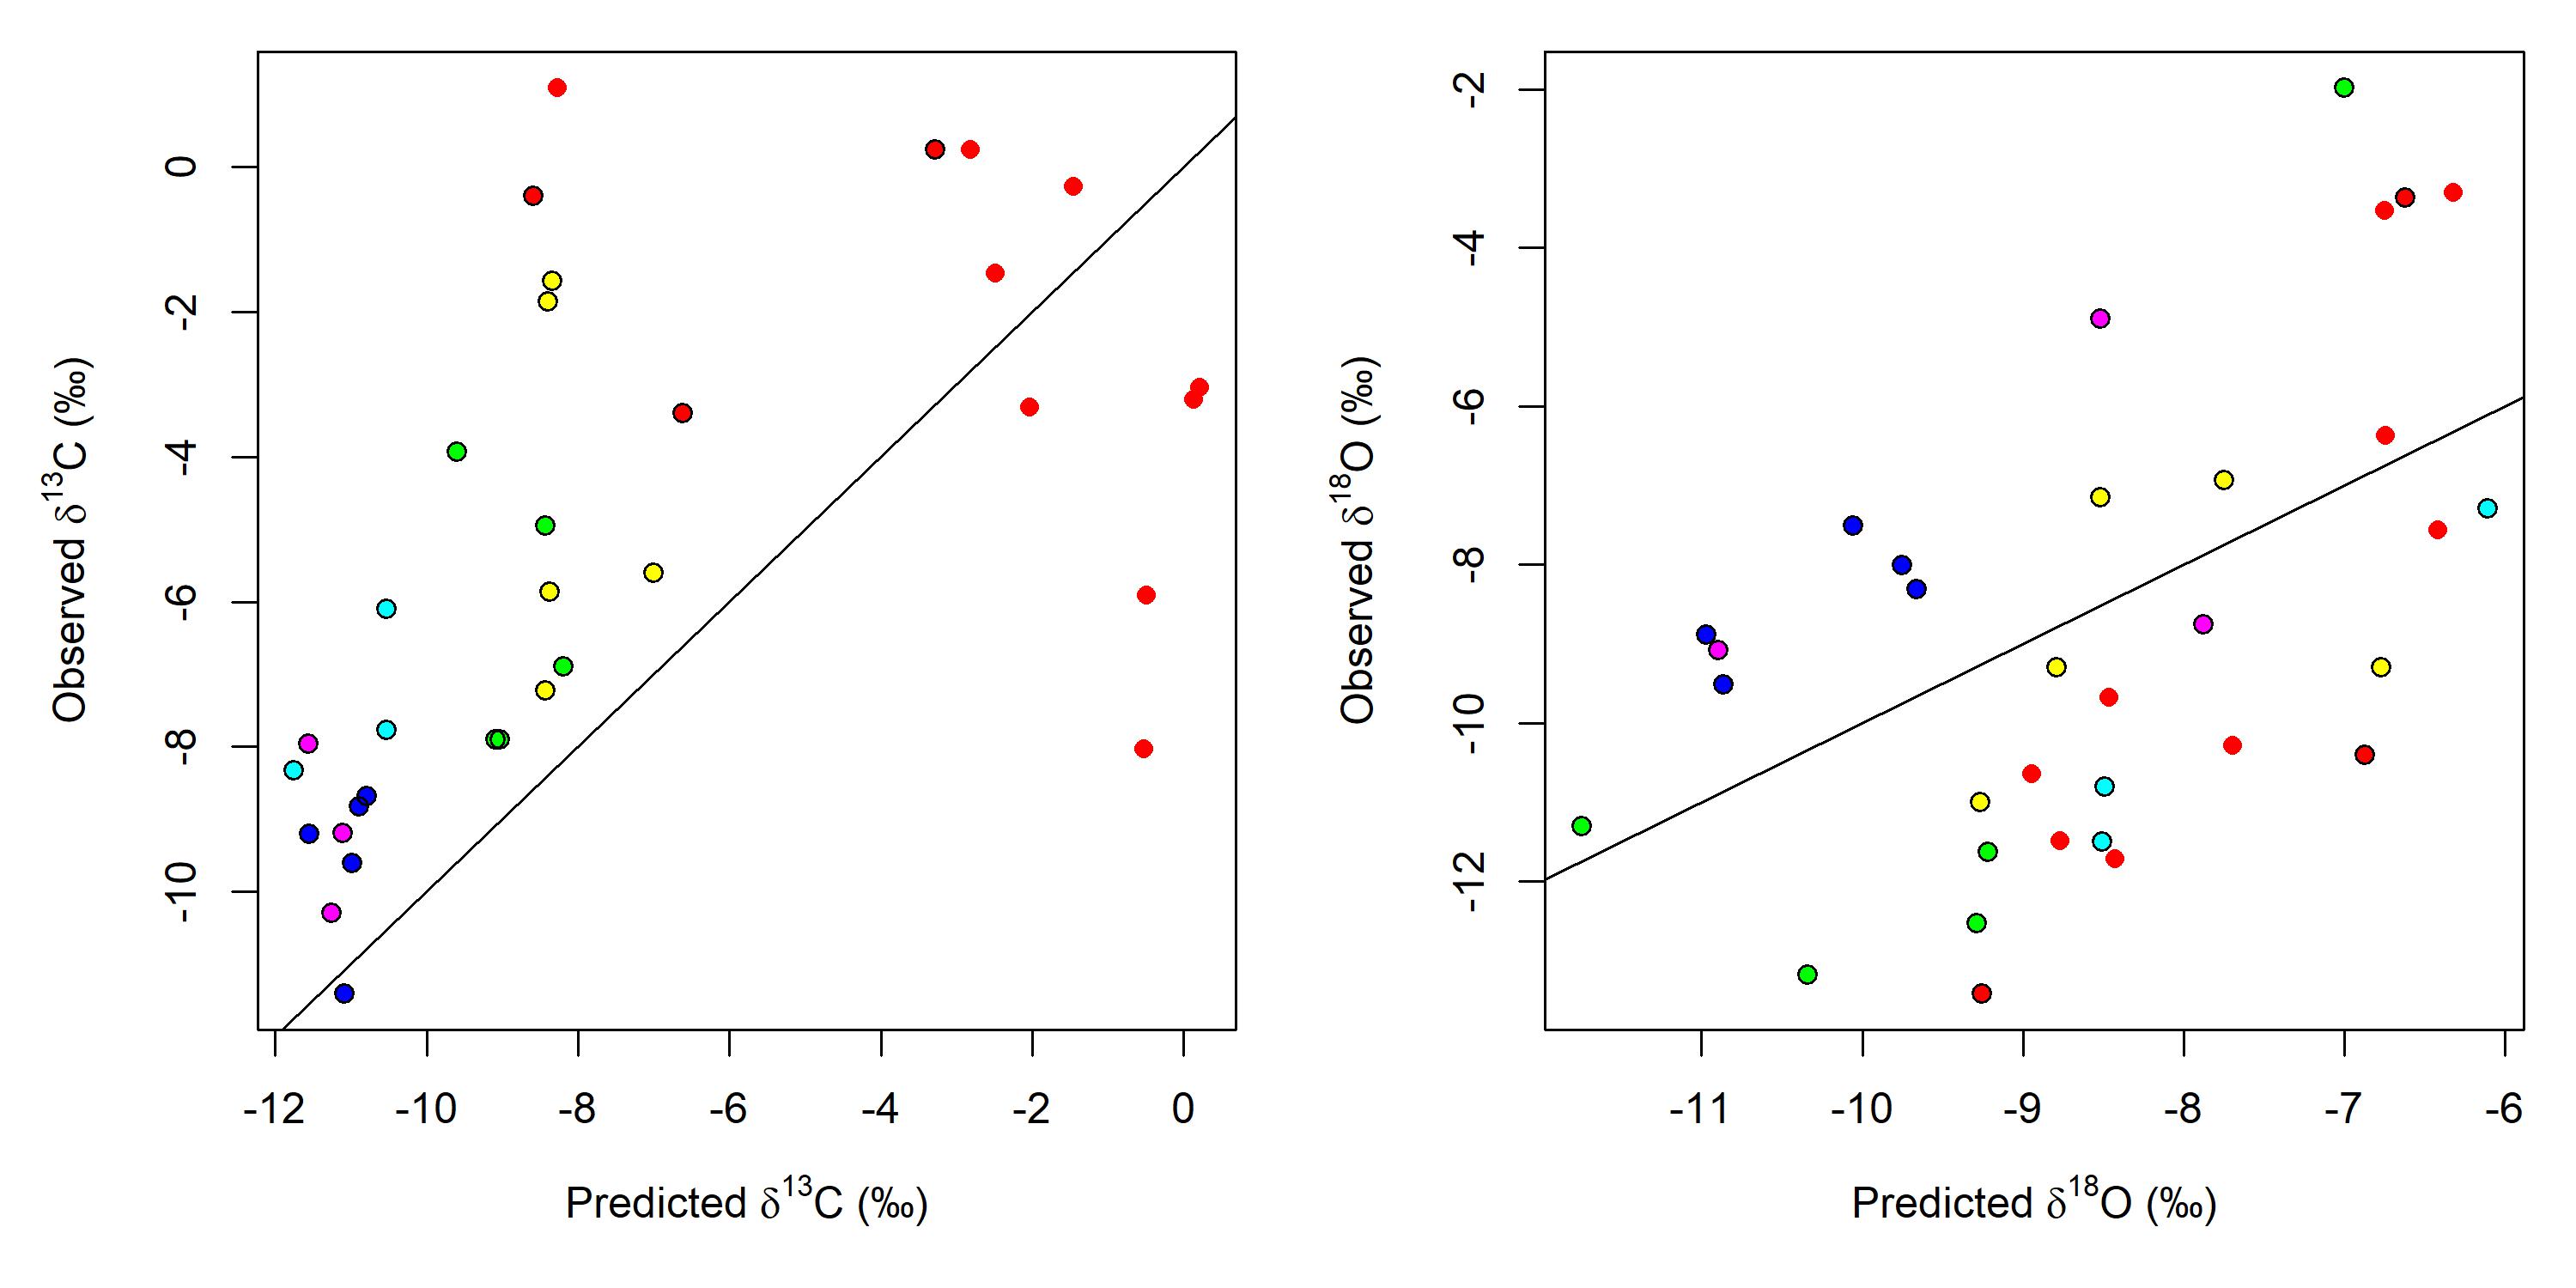 Observed δ13C (‰)
0
-2
-4
-6
-8
-10
-12 -10 -8 -6 -4 -2 0
Predicted δ13C (‰)
Observed δ18O (‰)
-2
-4
-6
-8
-10
-12
-11 -10 -9 -8 -7 -6
Predicted δ18O (‰)